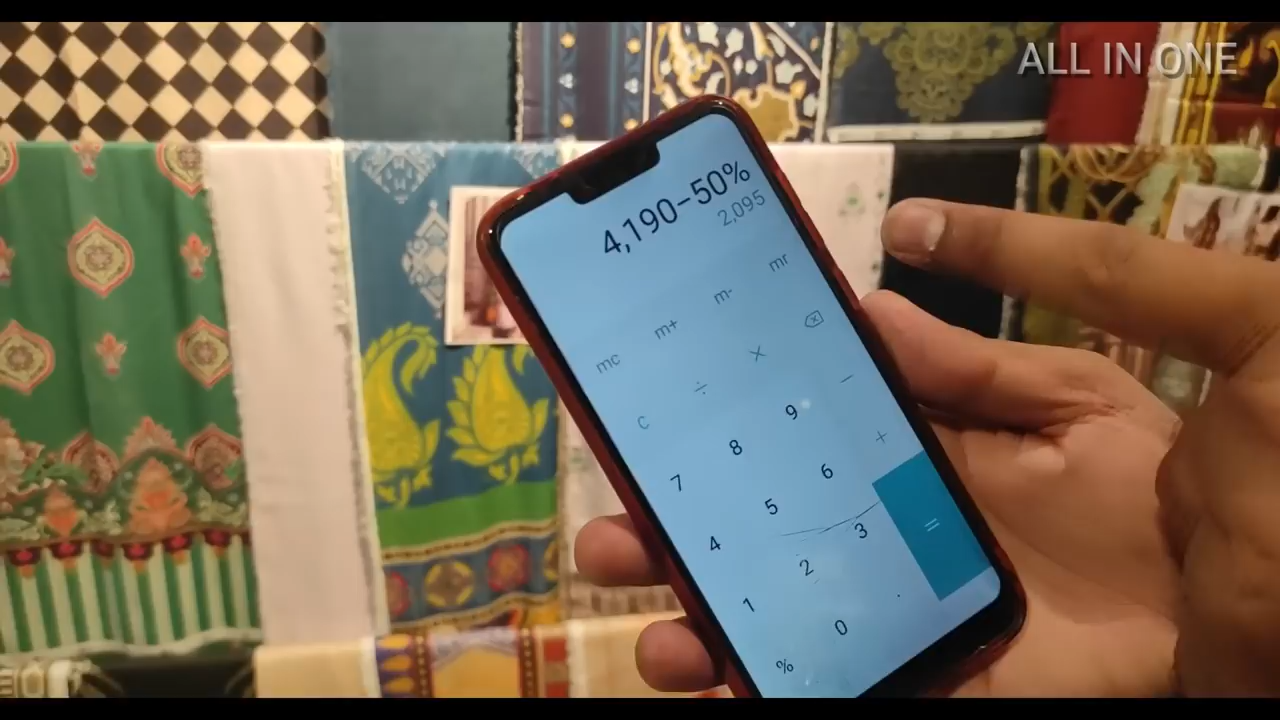 ALL IN ONE
4,190-50%
2,095
mc m+ m- mr
c ÷ × ⌫
7 8 9 −
4 5 6 +
1 2 3 =
% 0 .